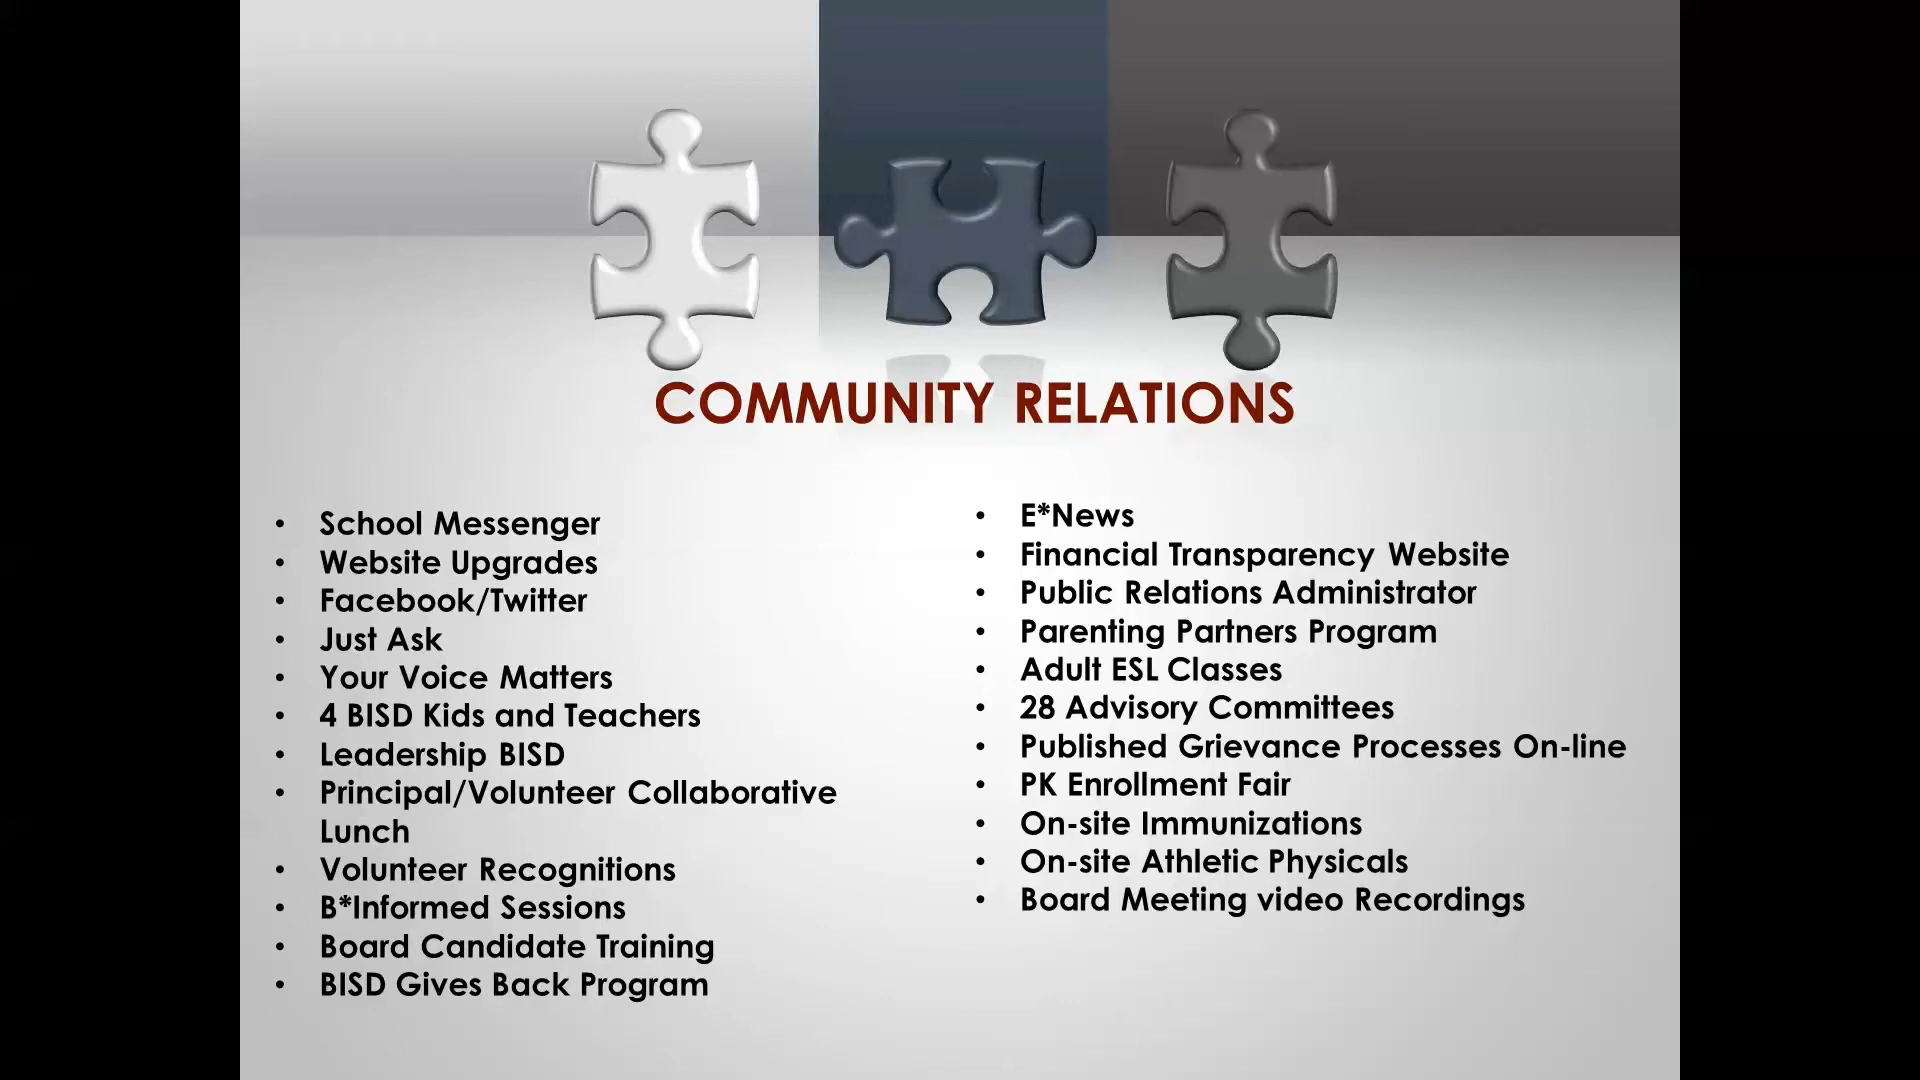 COMMUNITY RELATIONS
• School Messenger
• Website Upgrades
• Facebook/Twitter
• Just Ask
• Your Voice Matters
• 4 BISD Kids and Teachers
• Leadership BISD
• Principal/Volunteer Collaborative
Lunch
• Volunteer Recognitions
• B*Informed Sessions
• Board Candidate Training
• BISD Gives Back Program
• E*News
• Financial Transparency Website
• Public Relations Administrator
• Parenting Partners Program
• Adult ESL Classes
• 28 Advisory Committees
• Published Grievance Processes On-line
• PK Enrollment Fair
• On-site Immunizations
• On-site Athletic Physicals
• Board Meeting video Recordings